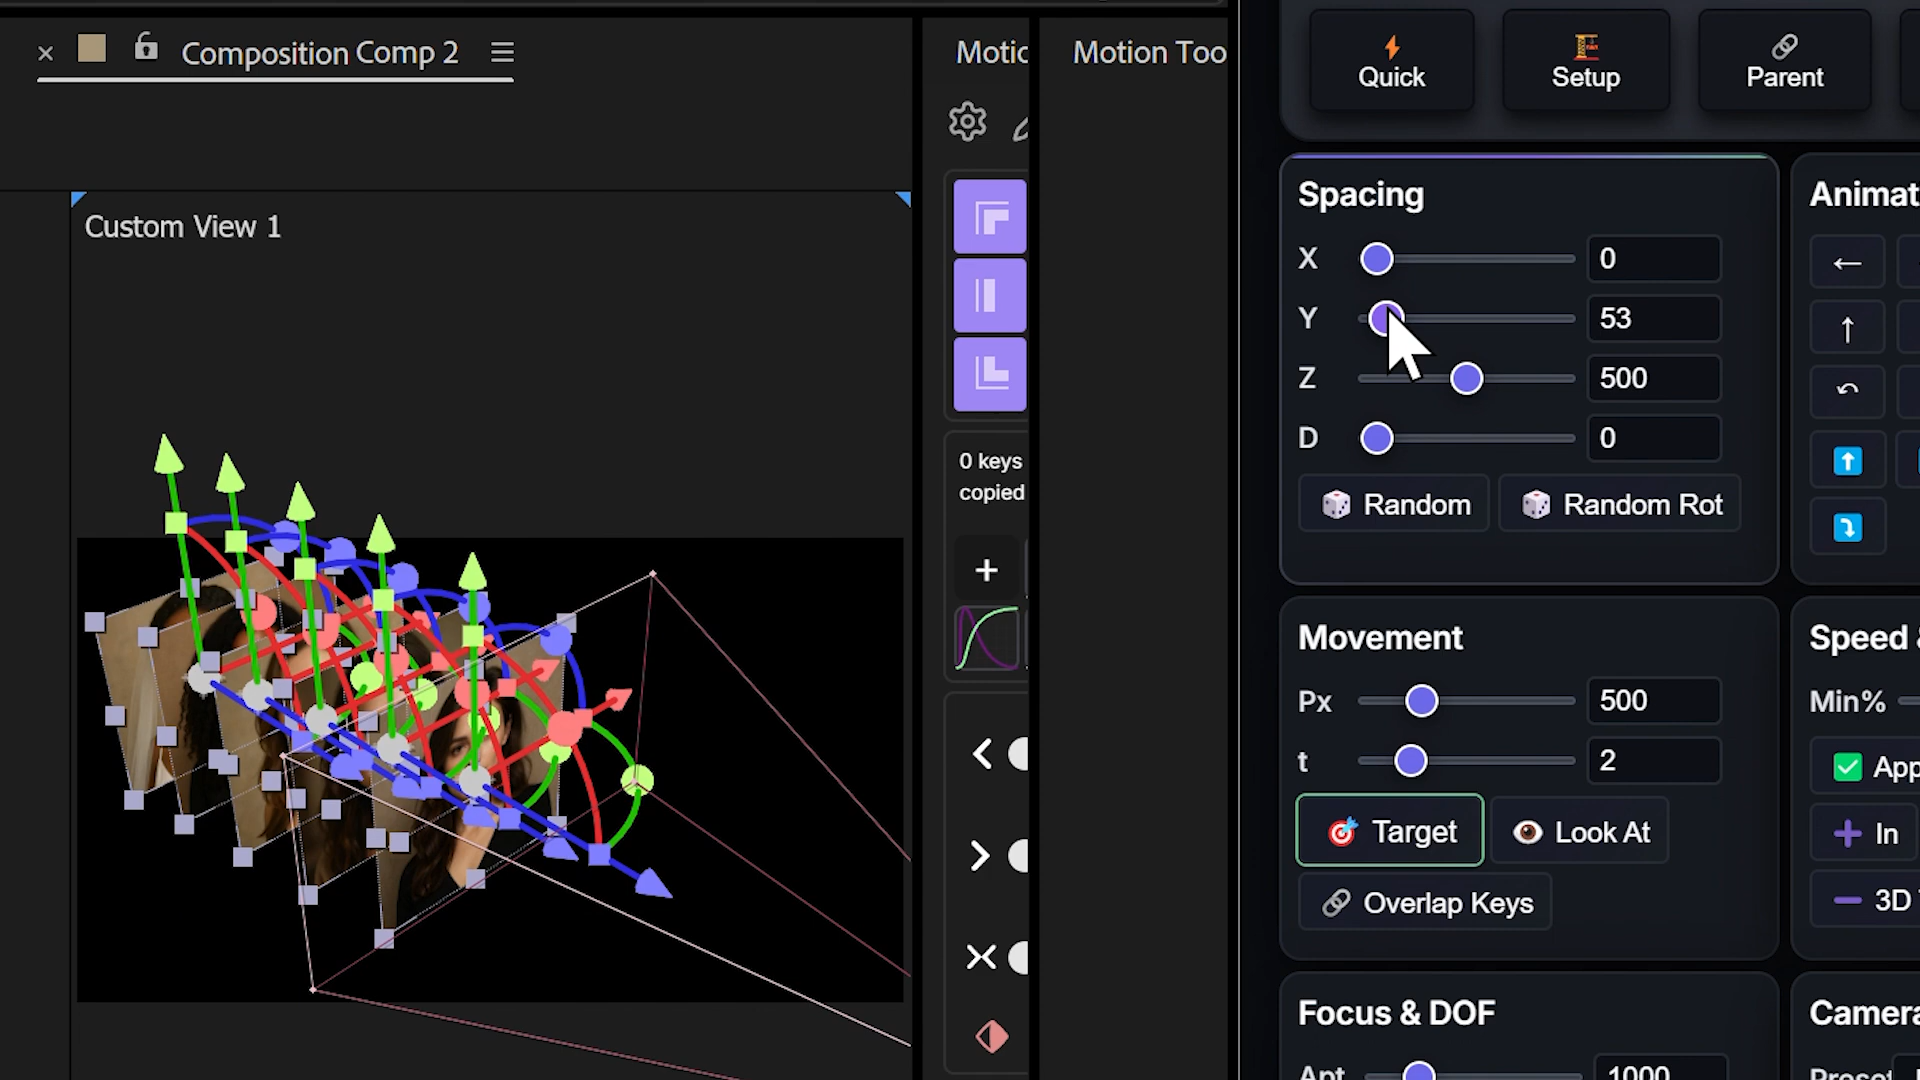 Composition Comp 2
Custom View 1
Motic
0 keys
copied
Motion Too
Quick
Setup
Parent
Spacing
X
0
Y
53
Z
500
D
0
Random
Random Rot
Animat
Movement
Px
500
t
2
Target
Look At
Overlap Keys
Speed &
Min%
App
In
3D
Focus & DOF
Apt
1000
Camera
Preset